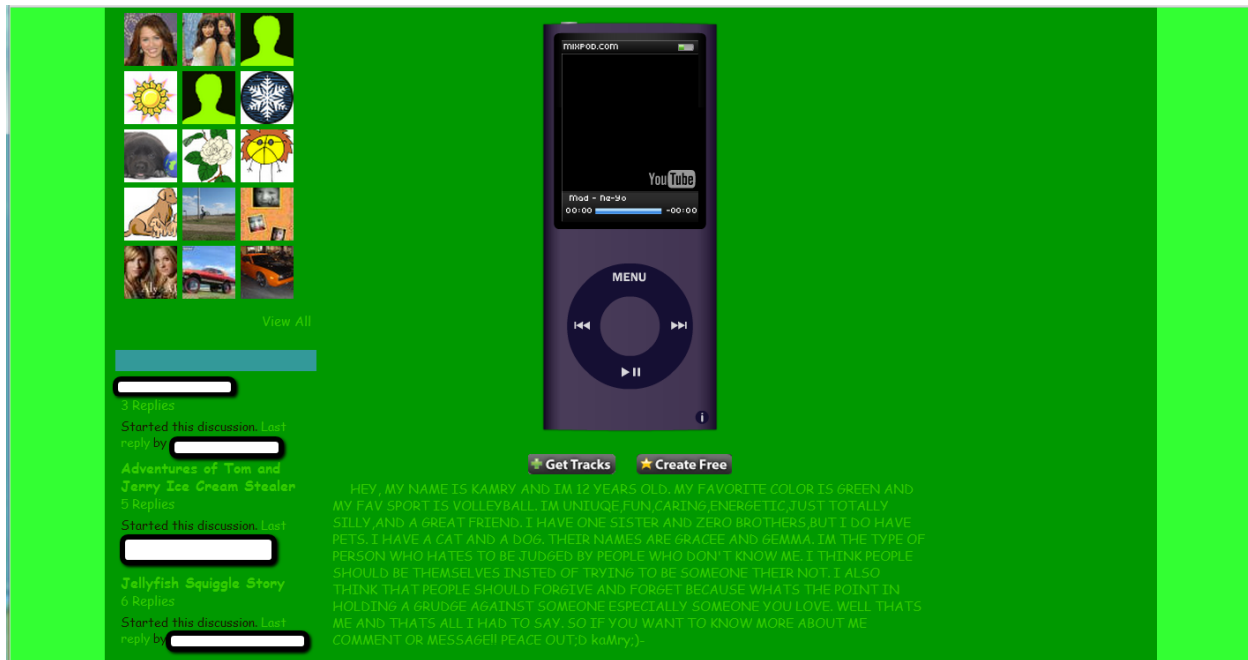 View All
3 Replies
Started this discussion. Last
reply by
Adventures of Tom and
Jerry Ice Cream Stealer
5 Replies
Started this discussion. Last
Jellyfish Squiggle Story
6 Replies
Started this discussion. Last
reply by
mixpod.com
YouTube
Mad - Ne-Yo
00:00
-00:00
MENU
i
Get Tracks
Create Free
HEY, MY NAME IS KAMRY AND IM 12 YEARS OLD. MY FAVORITE COLOR IS GREEN AND
MY FAV SPORT IS VOLLEYBALL. IM UNIUQE,FUN,CARING,ENERGETIC,JUST TOTALLY
SILLY,AND A GREAT FRIEND. I HAVE ONE SISTER AND ZERO BROTHERS,BUT I DO HAVE
PETS. I HAVE A CAT AND A DOG. THEIR NAMES ARE GRACEE AND GEMMA. IM THE TYPE OF
PERSON WHO HATES TO BE JUDGED BY PEOPLE WHO DON'T KNOW ME. I THINK PEOPLE
SHOULD BE THEMSELVES INSTED OF TRYING TO BE SOMEONE THEIR NOT. I ALSO
THINK THAT PEOPLE SHOULD FORGIVE AND FORGET BECAUSE WHATS THE POINT IN
HOLDING A GRUDGE AGAINST SOMEONE ESPECIALLY SOMEONE YOU LOVE. WELL THATS
ME AND THATS ALL I HAD TO SAY. SO IF YOU WANT TO KNOW MORE ABOUT ME
COMMENT OR MESSAGE!! PEACE OUT;D kaMry;)~